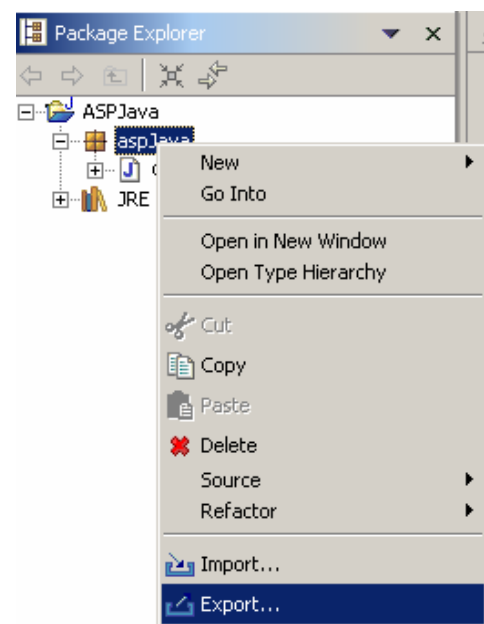 Package Explorer
ASPJava
aspJava
JRE
New
Go Into
Open in New Window
Open Type Hierarchy
Cut
Copy
Paste
Delete
Source
Refactor
Import...
Export...